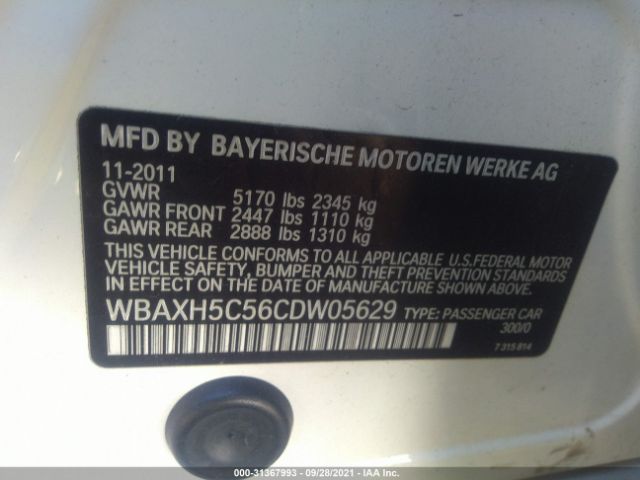 MFD BY BAYERISCHE MOTOREN WERKE AG
11-2011
GVWR 5170 lbs 2345 kg
GAWR FRONT 2447 lbs 1110 kg
GAWR REAR 2888 lbs 1310 kg
THIS VEHICLE CONFORMS TO ALL APPLICABLE U.S.FEDERAL MOTOR
VEHICLE SAFETY, BUMPER AND THEFT PREVENTION STANDARDS
IN EFFECT ON THE DATE OF MANUFACTURE SHOWN ABOVE.
WBAXH5C56CDW05629 TYPE: PASSENGER CAR
300/0
7 315 814
000-31367993 - 09/28/2021 - IAAI.COM